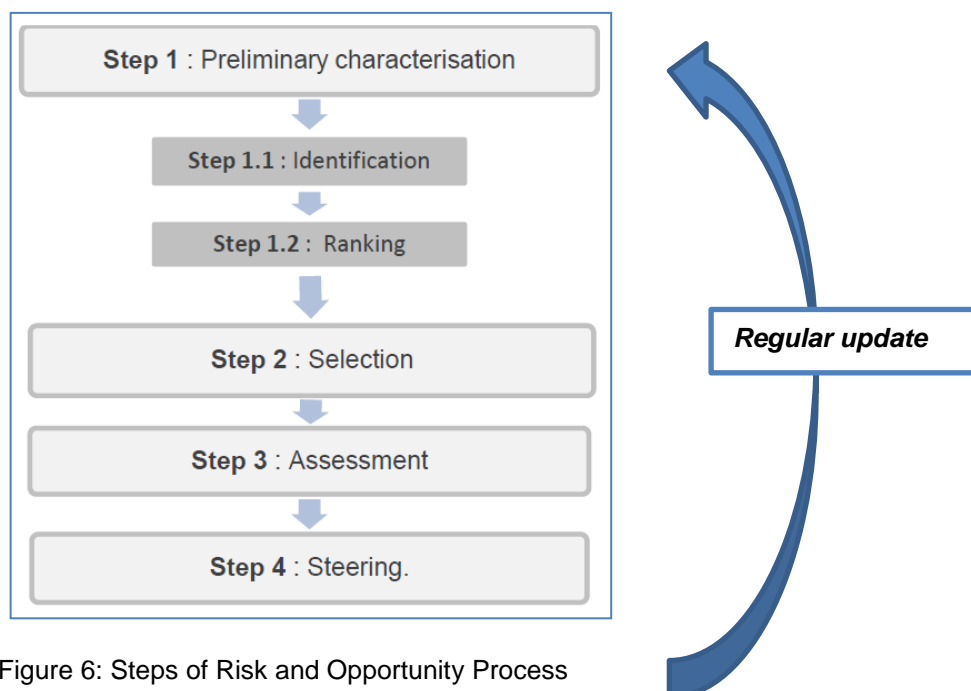 Step 1 : Preliminary characterisation
Step 1.1 : Identification
Step 1.2 : Ranking
Step 2 : Selection
Step 3 : Assessment
Step 4 : Steering.
Regular update
Figure 6: Steps of Risk and Opportunity Process